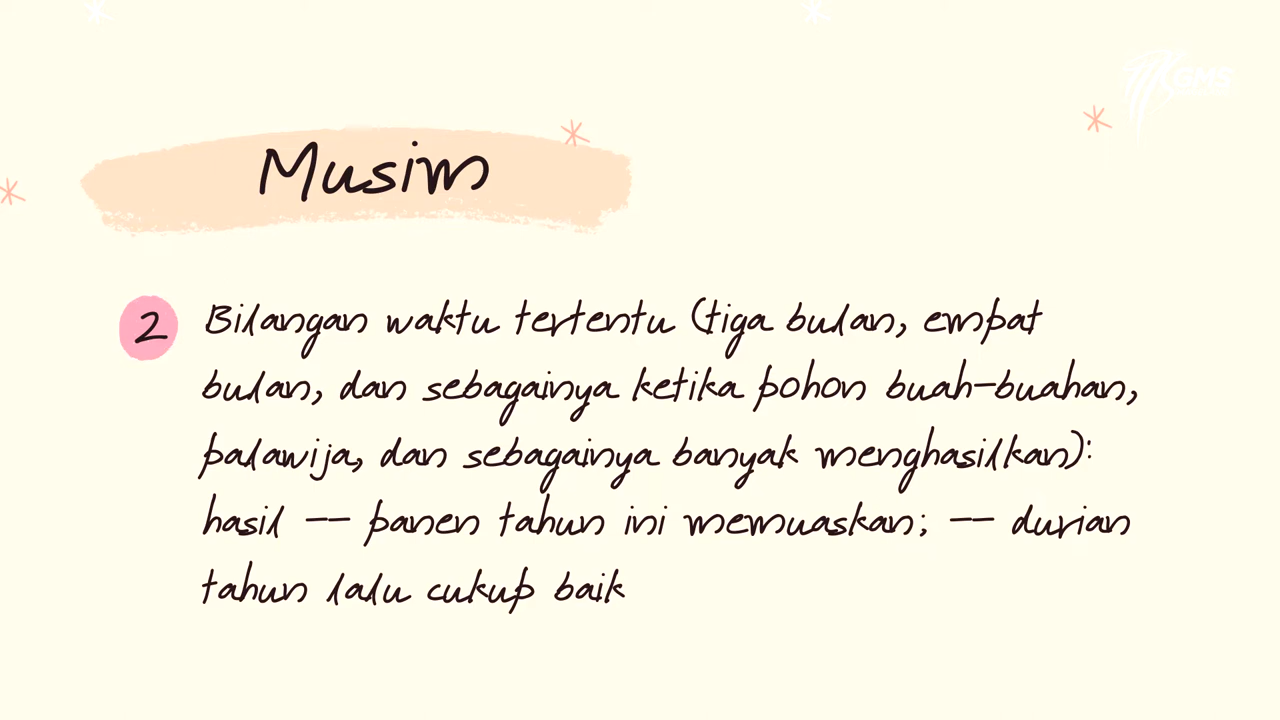 GMS
Musim
2 Bilangan waktu tertentu (tiga bulan, empat
bulan, dan sebagainya ketika pohon buah-buahan,
palawija, dan sebagainya banyak menghasilkan):
hasil -- panen tahun ini memuaskan; -- durian
tahun lalu cukup baik